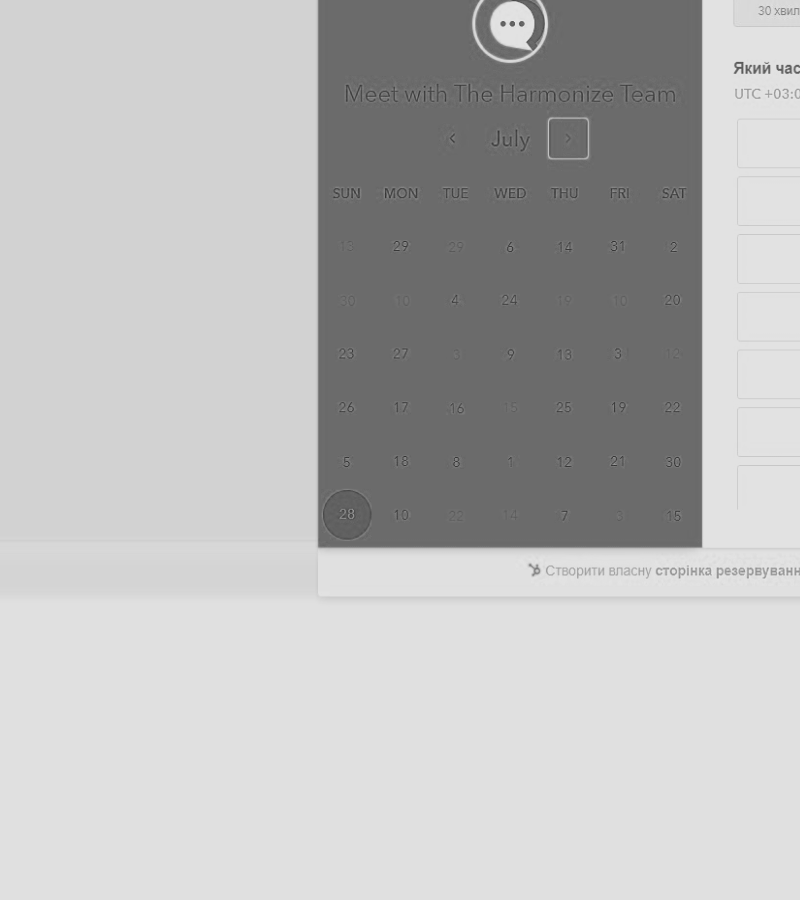 30 хвил
Який час
UTC +03:0
Meet with The Harmonize Team
July
SUN MON TUE WED THU FRI SAT
13 29 29 6 14 31 2
30 10 4 24 19 10 20
23 27 3 9 13 3 12
26 17 16 15 25 19 22
5 18 8 1 12 21 30
28 10 22 14 7 3 15
Створити власну сторінка резервуванн